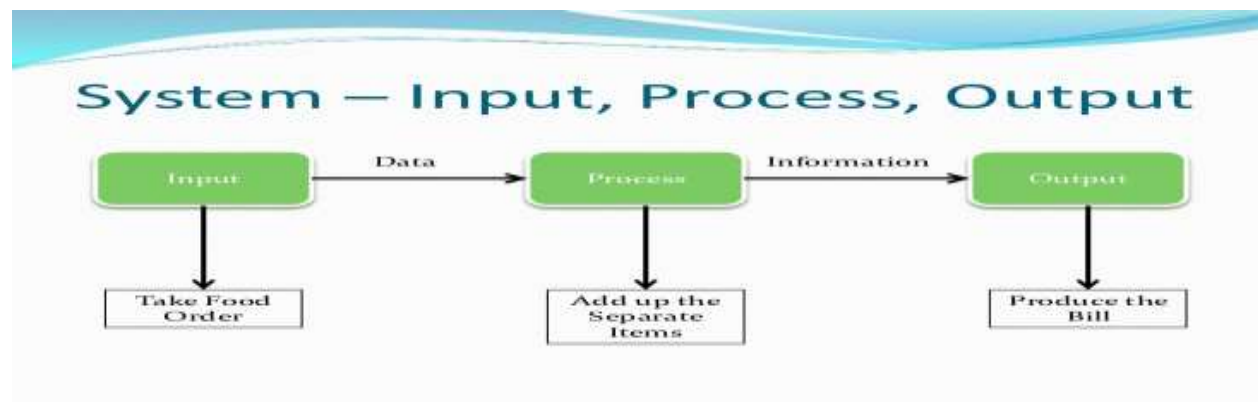 System – Input, Process, Output
Input
Data
Process
Information
Output
Take Food
Order
Add up the
Separate
Items
Produce the
Bill